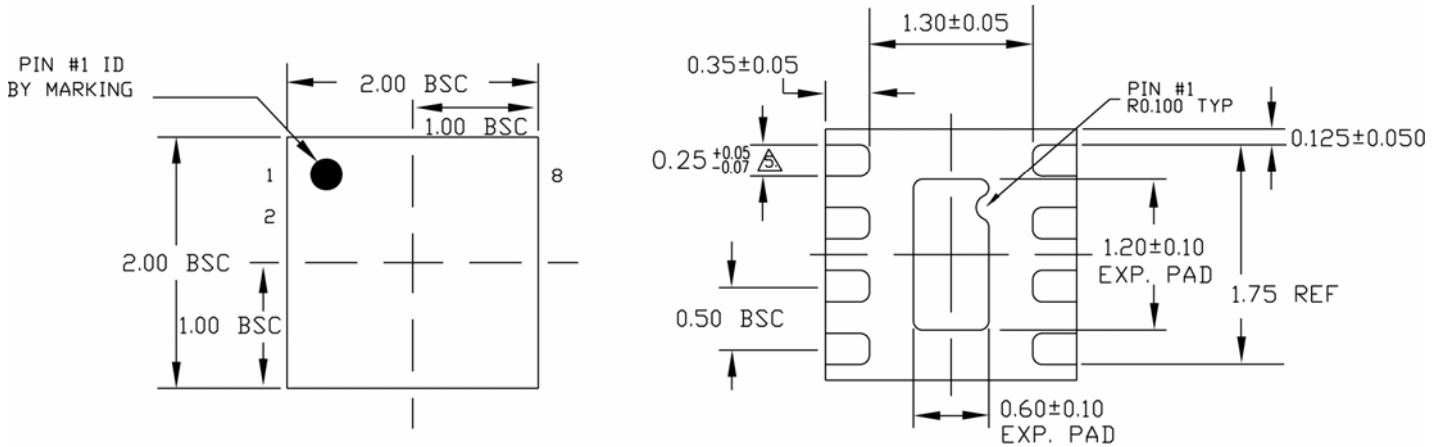 PIN #1 ID
BY MARKING
2.00 BSC
1.00 BSC
1
2
8
2.00 BSC
1.00 BSC
1.30±0.05
0.35±0.05
PIN #1
R0.100 TYP
0.125±0.050
0.25 +0.05 -0.07 5.
1.20±0.10
EXP. PAD
1.75 REF
0.50 BSC
0.60±0.10
EXP. PAD